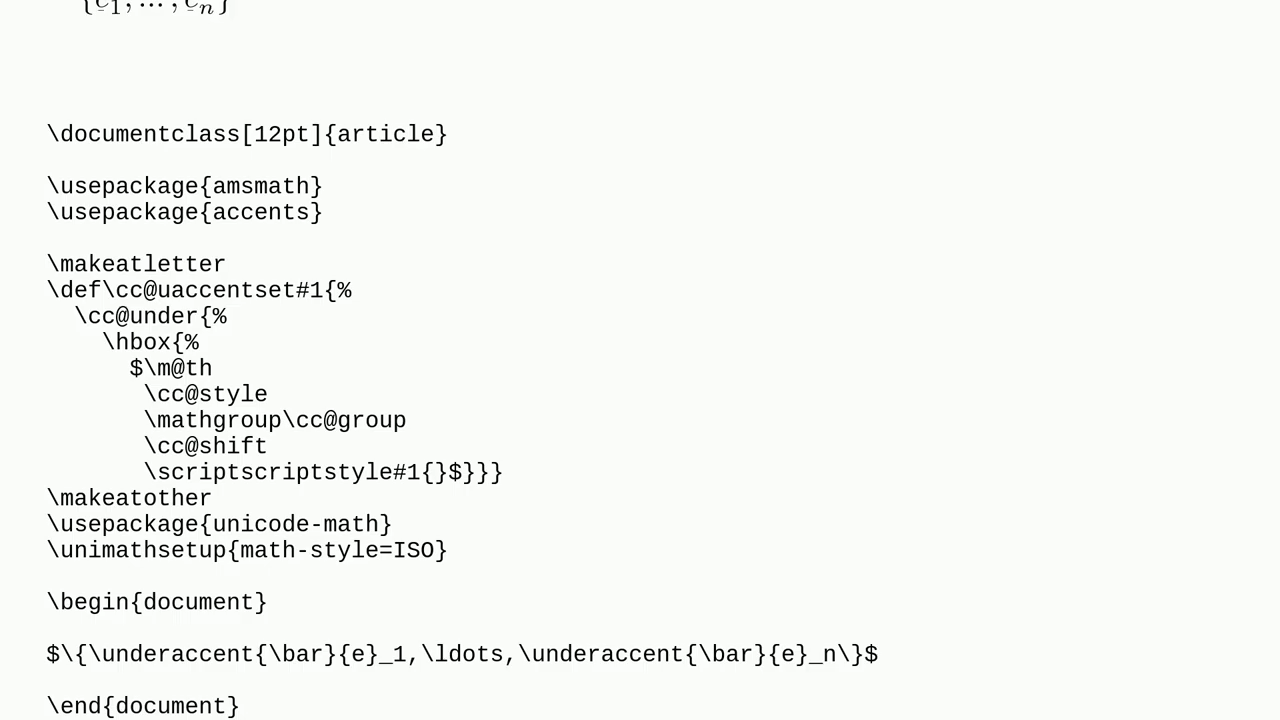 {e̱₁, …, e̱ₙ}
\documentclass[12pt]{article}
\usepackage{amsmath}
\usepackage{accents}
\makeatletter
\def\cc@uaccentset#1{%
\cc@under{%
\hbox{%
$\m@th
\cc@style
\mathgroup\cc@group
\cc@shift
\scriptscriptstyle#1{}$}}}
\makeatother
\usepackage{unicode-math}
\unimathsetup{math-style=ISO}
\begin{document}
$\{\underaccent{\bar}{e}_1,\ldots,\underaccent{\bar}{e}_n\}$
\end{document}